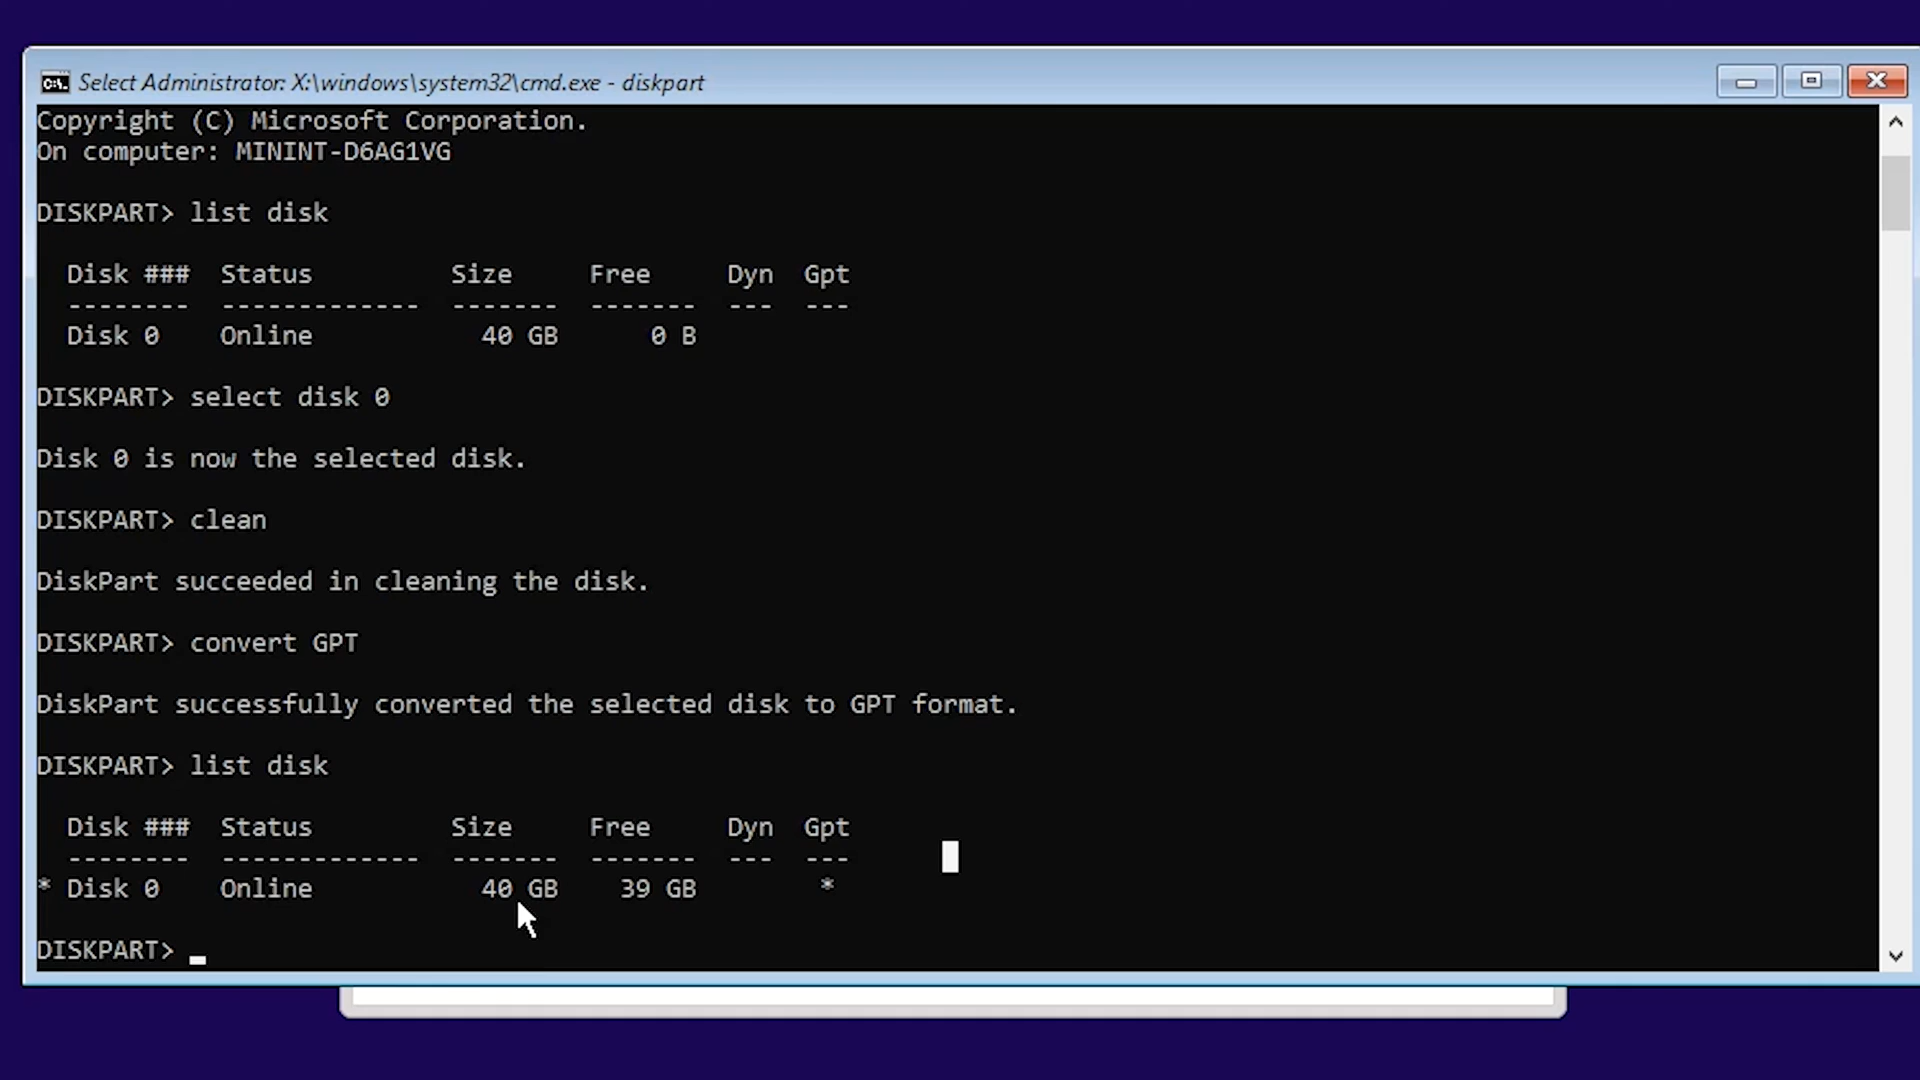 Select Administrator: X:\windows\system32\cmd.exe - diskpart
Copyright (C) Microsoft Corporation.
On computer: MININT-D6AG1VG
DISKPART> list disk
  Disk ###  Status         Size     Free     Dyn  Gpt
  --------  -------------  -------  -------  ---  ---
  Disk 0    Online           40 GB      0 B
DISKPART> select disk 0
Disk 0 is now the selected disk.
DISKPART> clean
DiskPart succeeded in cleaning the disk.
DISKPART> convert GPT
DiskPart successfully converted the selected disk to GPT format.
DISKPART> list disk
  Disk ###  Status         Size     Free     Dyn  Gpt
  --------  -------------  -------  -------  ---  ---
* Disk 0    Online           40 GB    39 GB        *
DISKPART>